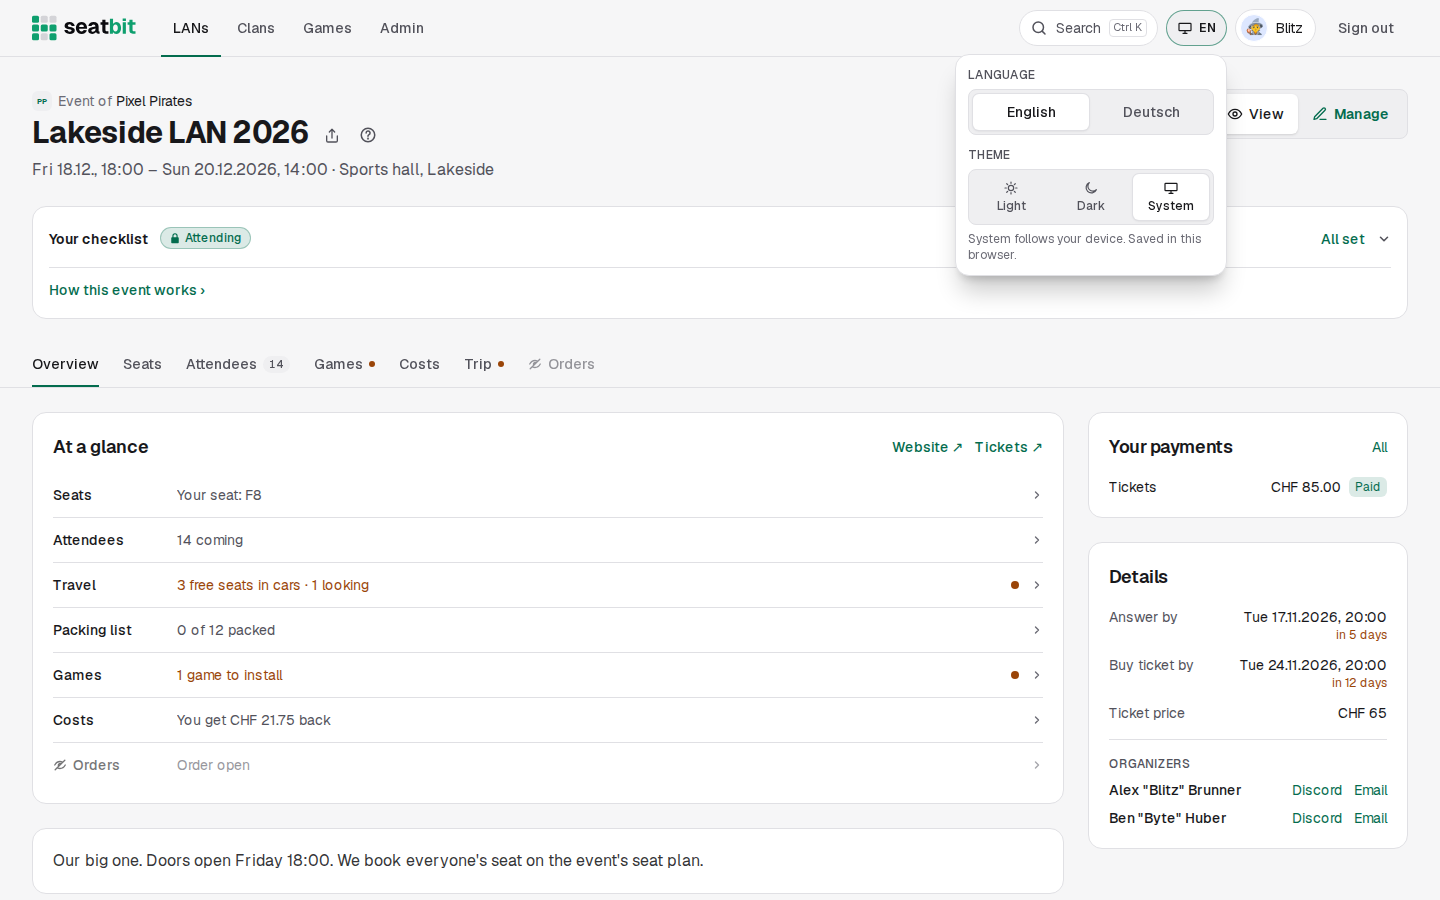 seatbit LANs Clans Games Admin Search Ctrl K EN Blitz Sign out
LANGUAGE
English Deutsch
THEME
Light Dark System
System follows your device. Saved in this
browser.
PP Event of Pixel Pirates
Lakeside LAN 2026
View Manage
Fri 18.12., 18:00 – Sun 20.12.2026, 14:00 · Sports hall, Lakeside
Your checklist Attending All set
How this event works ›
Overview Seats Attendees 14 Games Costs Trip Orders
At a glance Website ↗ Tickets ↗
Seats Your seat: F8
Attendees 14 coming
Travel 3 free seats in cars · 1 looking
Packing list 0 of 12 packed
Games 1 game to install
Costs You get CHF 21.75 back
Orders Order open
Our big one. Doors open Friday 18:00. We book everyone's seat on the event's seat plan.
Your payments All
Tickets CHF 85.00 Paid
Details
Answer by Tue 17.11.2026, 20:00
in 5 days
Buy ticket by Tue 24.11.2026, 20:00
in 12 days
Ticket price CHF 65
ORGANIZERS
Alex "Blitz" Brunner Discord Email
Ben "Byte" Huber Discord Email